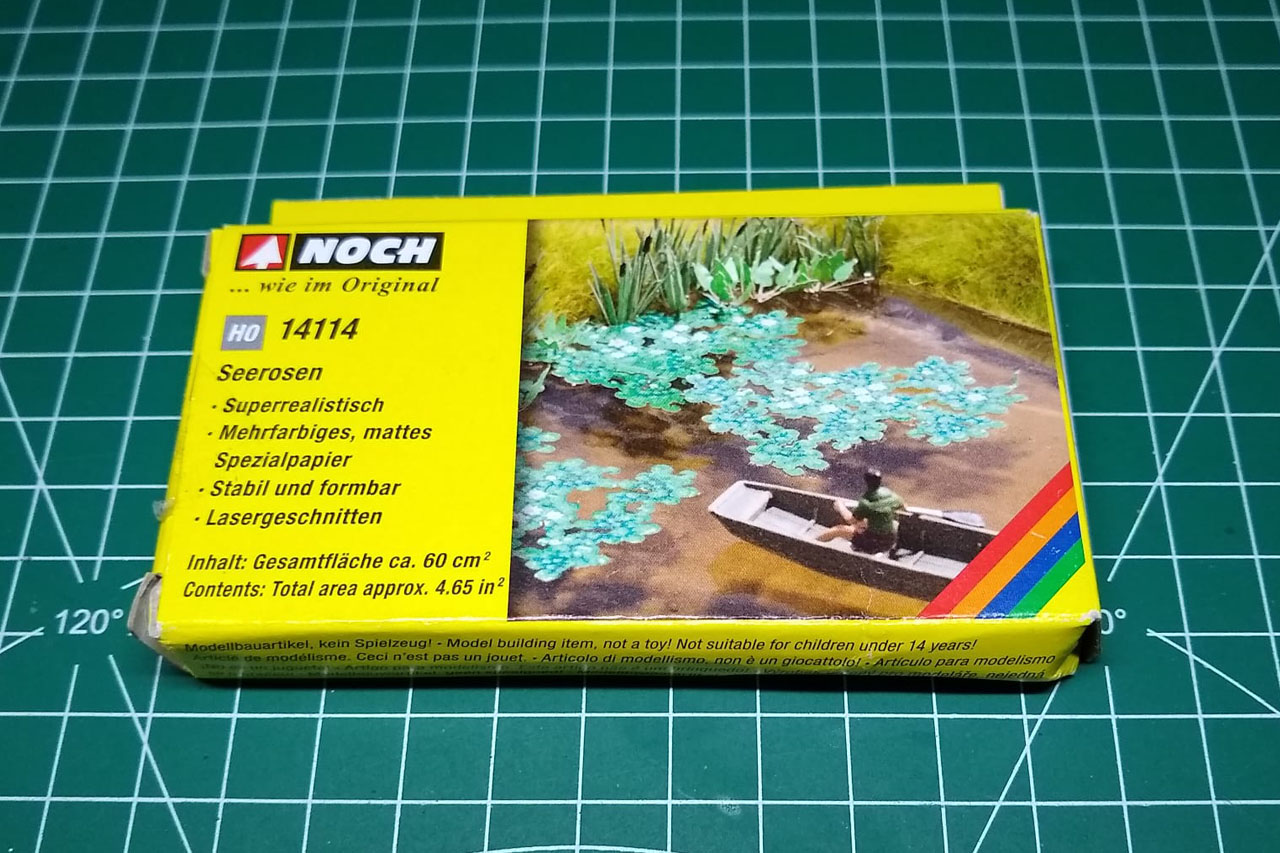 NOCH
... wie im Original
H0 14114
Seerosen
· Superrealistisch
· Mehrfarbiges, mattes
Spezialpapier
· Stabil und formbar
· Lasergeschnitten
Inhalt: Gesamtfläche ca. 60 cm²
Contents: Total area approx. 4.65 in²
Modellbauartikel, kein Spielzeug! - Model building item, not a toy! Not suitable for children under 14 years!
Article de modélisme. Ceci n'est pas un jouet. - Articolo di modellismo, non è un giocattolo! - Artículo para modelismo
120°
0°